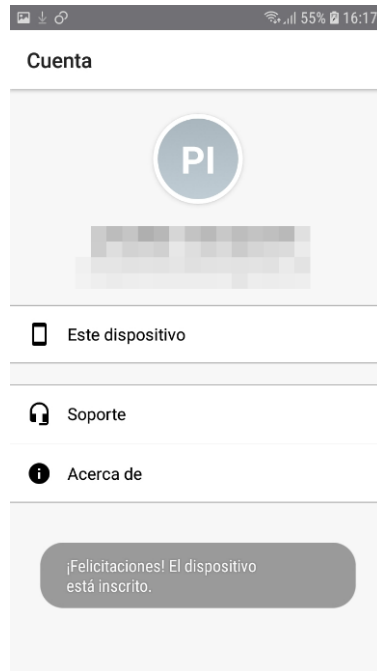 55% 16:17
Cuenta
PI
Este dispositivo
Soporte
Acerca de
¡Felicitaciones! El dispositivo
está inscrito.